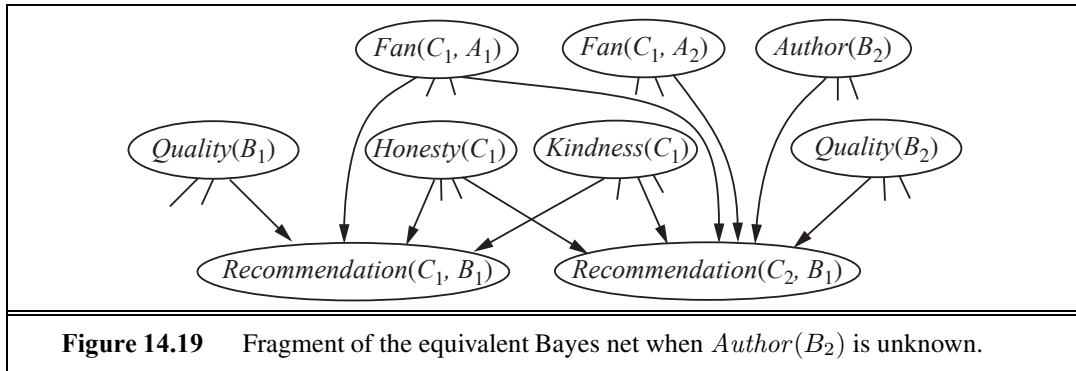 Fan(C1, A1) Fan(C1, A2) Author(B2)
Quality(B1) Honesty(C1) Kindness(C1) Quality(B2)
Recommendation(C1, B1) Recommendation(C2, B1)
Figure 14.19 Fragment of the equivalent Bayes net when Author(B2) is unknown.